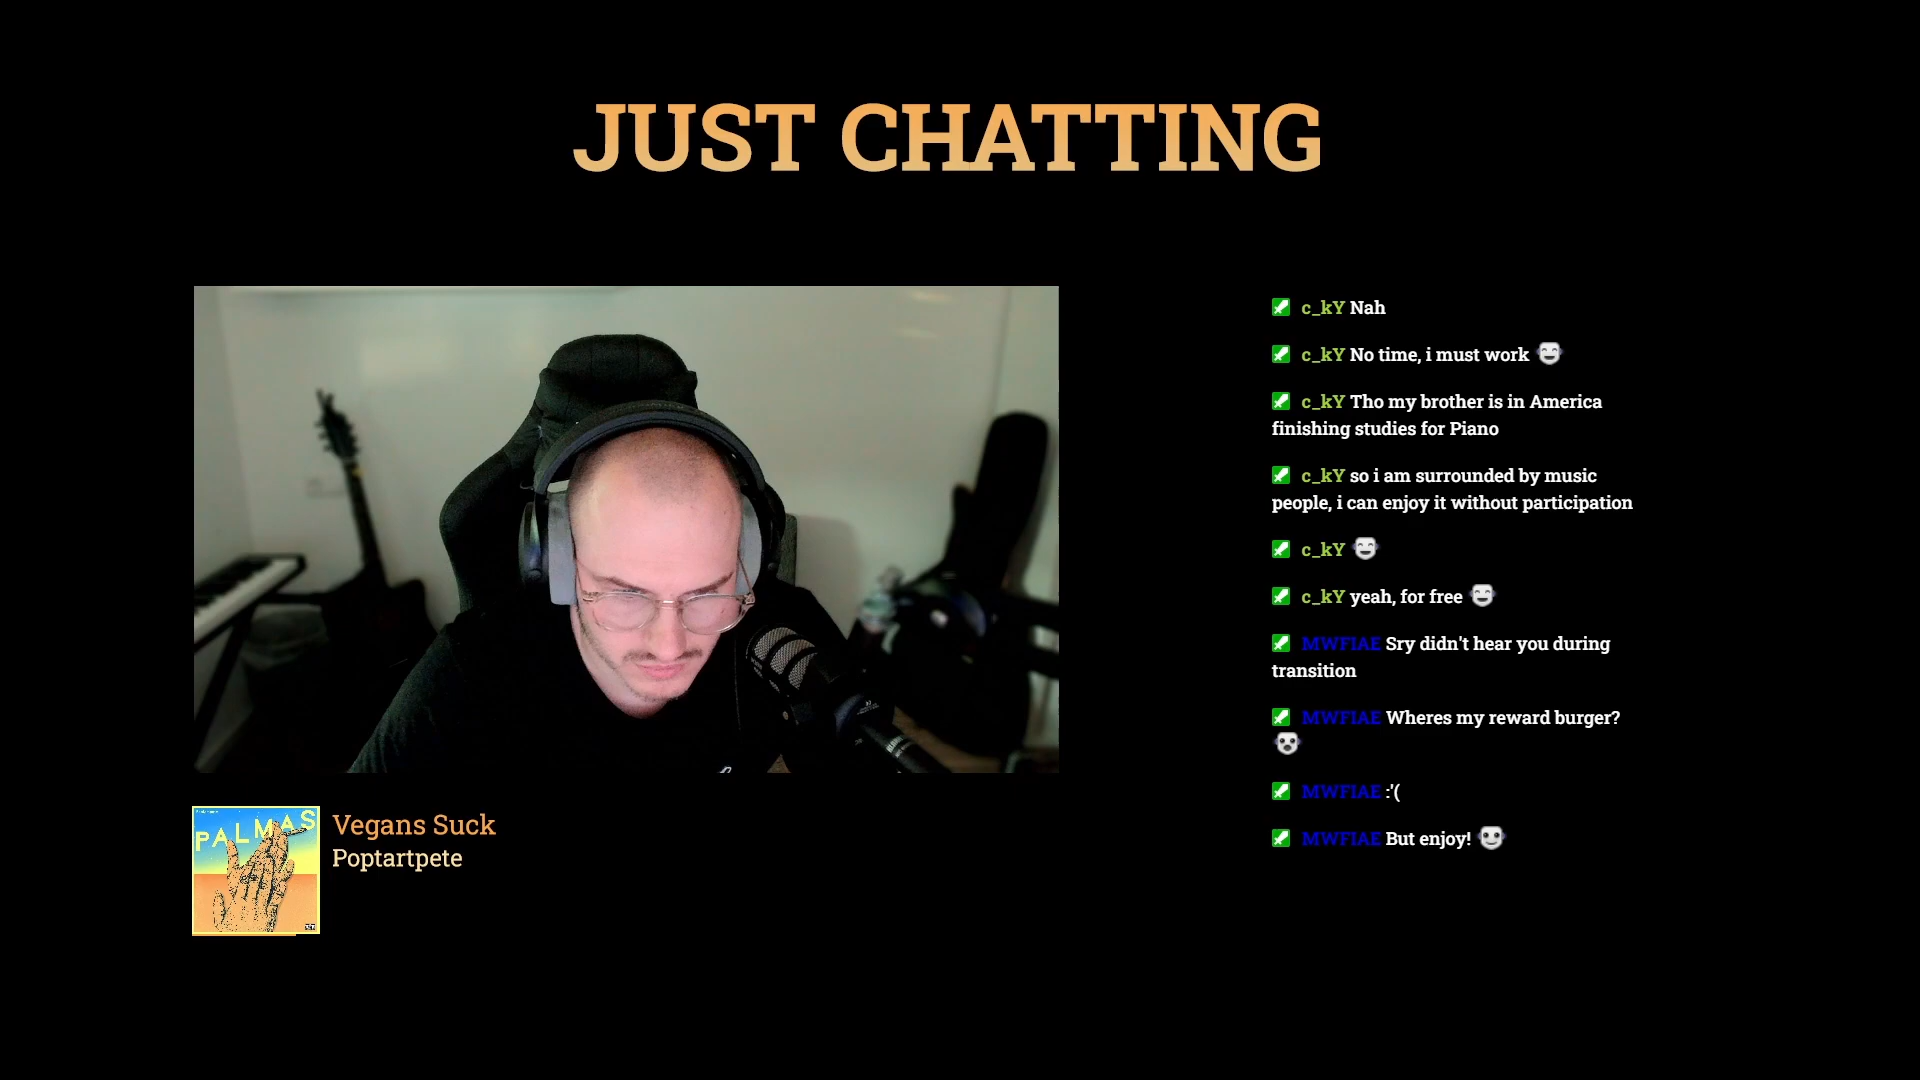 JUST CHATTING
c_kY Nah
c_kY No time, i must work
c_kY Tho my brother is in America
finishing studies for Piano
c_kY so i am surrounded by music
people, i can enjoy it without participation
c_kY
c_kY yeah, for free
MWFIAE Sry didn't hear you during
transition
MWFIAE Wheres my reward burger?
MWFIAE :'(
MWFIAE But enjoy!
PALMAS
Vegans Suck
Poptartpete